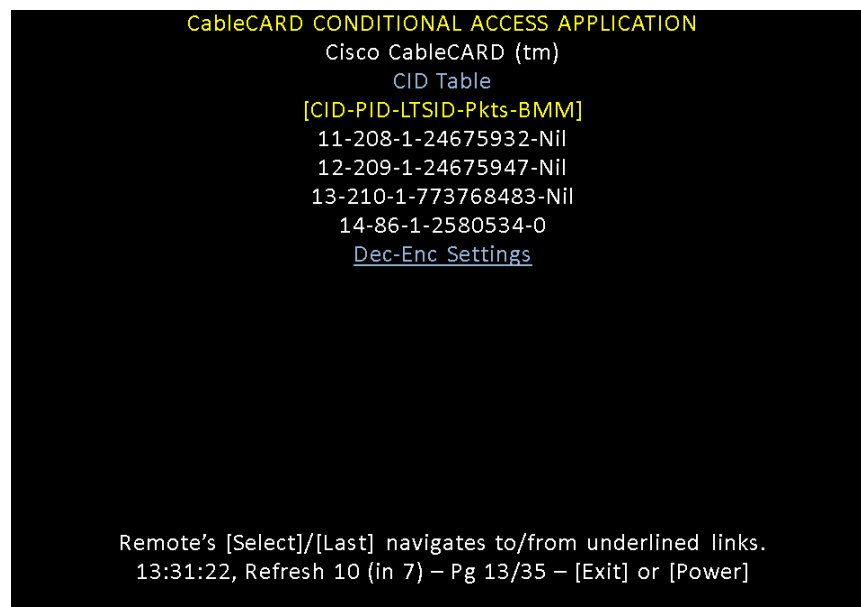 CableCARD CONDITIONAL ACCESS APPLICATION
Cisco CableCARD (tm)
CID Table
[CID-PID-LTSID-Pkts-BMM]
11-208-1-24675932-Nil
12-209-1-24675947-Nil
13-210-1-773768483-Nil
14-86-1-2580534-0
Dec-Enc Settings
Remote’s [Select]/[Last] navigates to/from underlined links.
13:31:22, Refresh 10 (in 7) – Pg 13/35 – [Exit] or [Power]